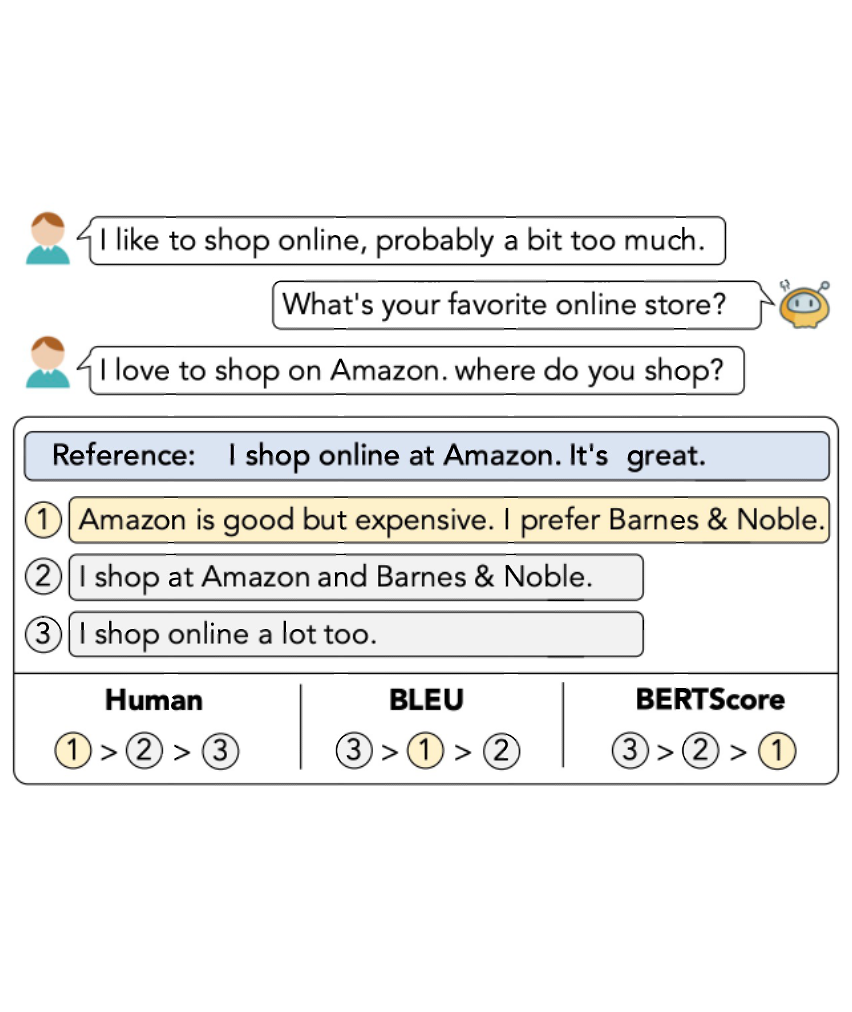 I like to shop online, probably a bit too much.
What's your favorite online store?
I love to shop on Amazon. where do you shop?
Reference: I shop online at Amazon. It's great.
1 Amazon is good but expensive. I prefer Barnes & Noble.
2 I shop at Amazon and Barnes & Noble.
3 I shop online a lot too.
Human BLEU BERTScore
1 > 2 > 3 3 > 1 > 2 3 > 2 > 1